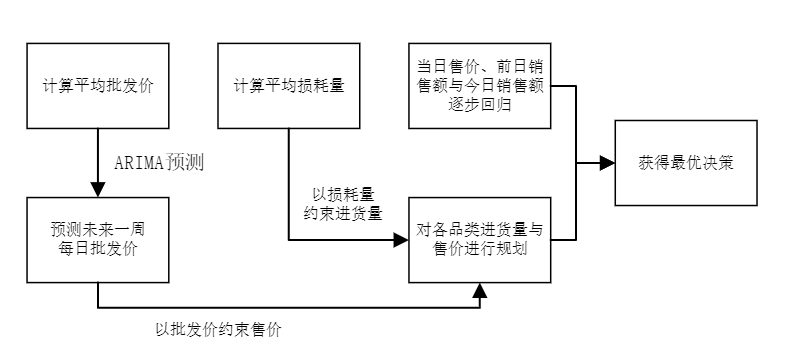 计算平均批发价
计算平均损耗量
当日售价、前日销
售额与今日销售额
逐步回归
获得最优决策
ARIMA预测
以损耗量
约束进货量
预测未来一周
每日批发价
对各品类进货量与
售价进行规划
以批发价约束售价